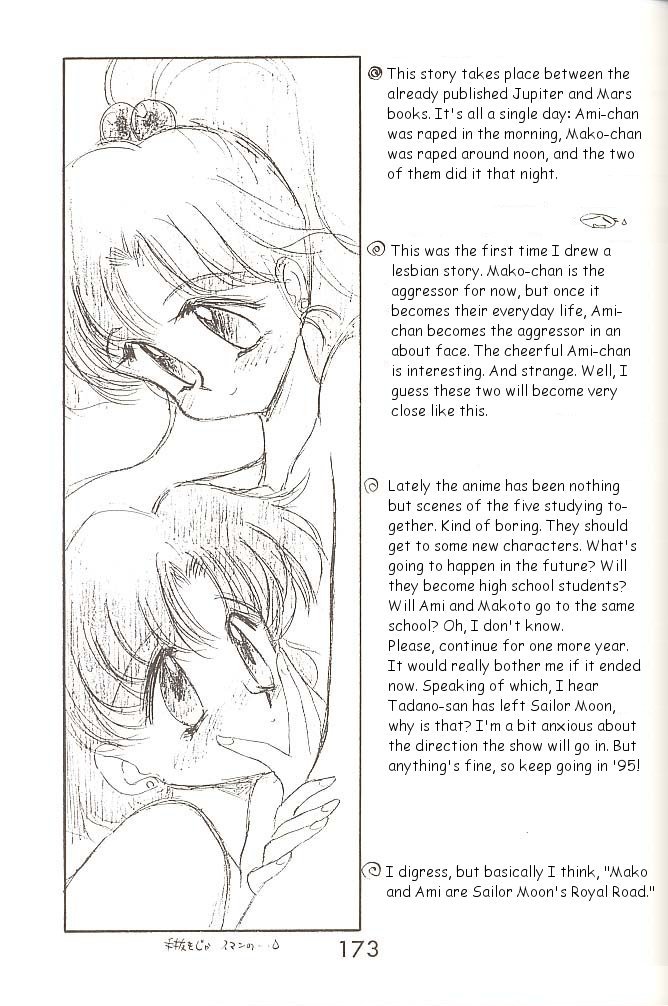 This story takes place between the
already published Jupiter and Mars
books. It's all a single day: Ami-chan
was raped in the morning, Mako-chan
was raped around noon, and the two
of them did it that night.
This was the first time I drew a
lesbian story. Mako-chan is the
aggressor for now, but once it
becomes their everyday life, Ami-
chan becomes the aggressor in an
about face. The cheerful Ami-chan
is interesting. And strange. Well, I
guess these two will become very
close like this.
Lately the anime has been nothing
but scenes of the five studying to-
gether. Kind of boring. They should
get to some new characters. What's
going to happen in the future? Will
they become high school students?
Will Ami and Makoto go to the same
school? Oh, I don't know.
Please, continue for one more year.
It would really bother me if it ended
now. Speaking of which, I hear
Tadano-san has left Sailor Moon,
why is that? I'm a bit anxious about
the direction the show will go in. But
anything's fine, so keep going in '95!
I digress, but basically I think, "Mako
and Ami are Sailor Moon's Royal Road."
173